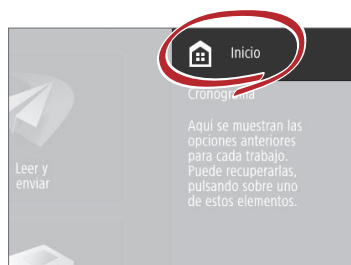 Inicio
Cronograma
Aquí se muestran las
opciones anteriores
para cada trabajo.
Puede recuperarlas,
pulsando sobre uno
de estos elementos.
Leer y
enviar